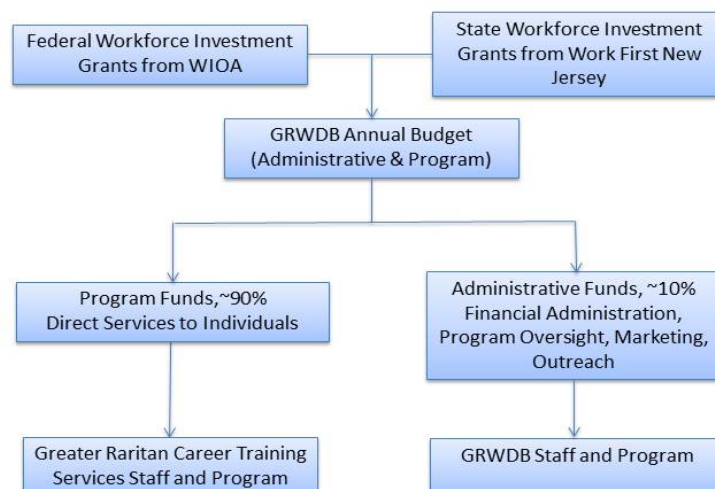 Federal Workforce Investment
Grants from WIOA
State Workforce Investment
Grants from Work First New
Jersey
GRWDB Annual Budget
(Administrative & Program)
Program Funds,~90%
Direct Services to Individuals
Administrative Funds, ~10%
Financial Administration,
Program Oversight, Marketing,
Outreach
Greater Raritan Career Training
Services Staff and Program
GRWDB Staff and Program